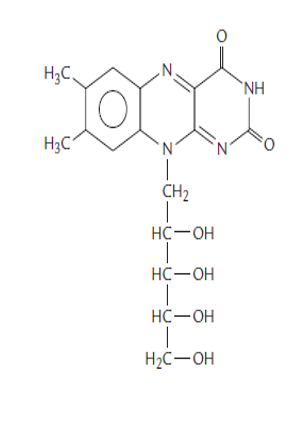 O
H₃C N NH
H₃C N N O
CH₂
HC—OH
HC—OH
HC—OH
H₂C—OH